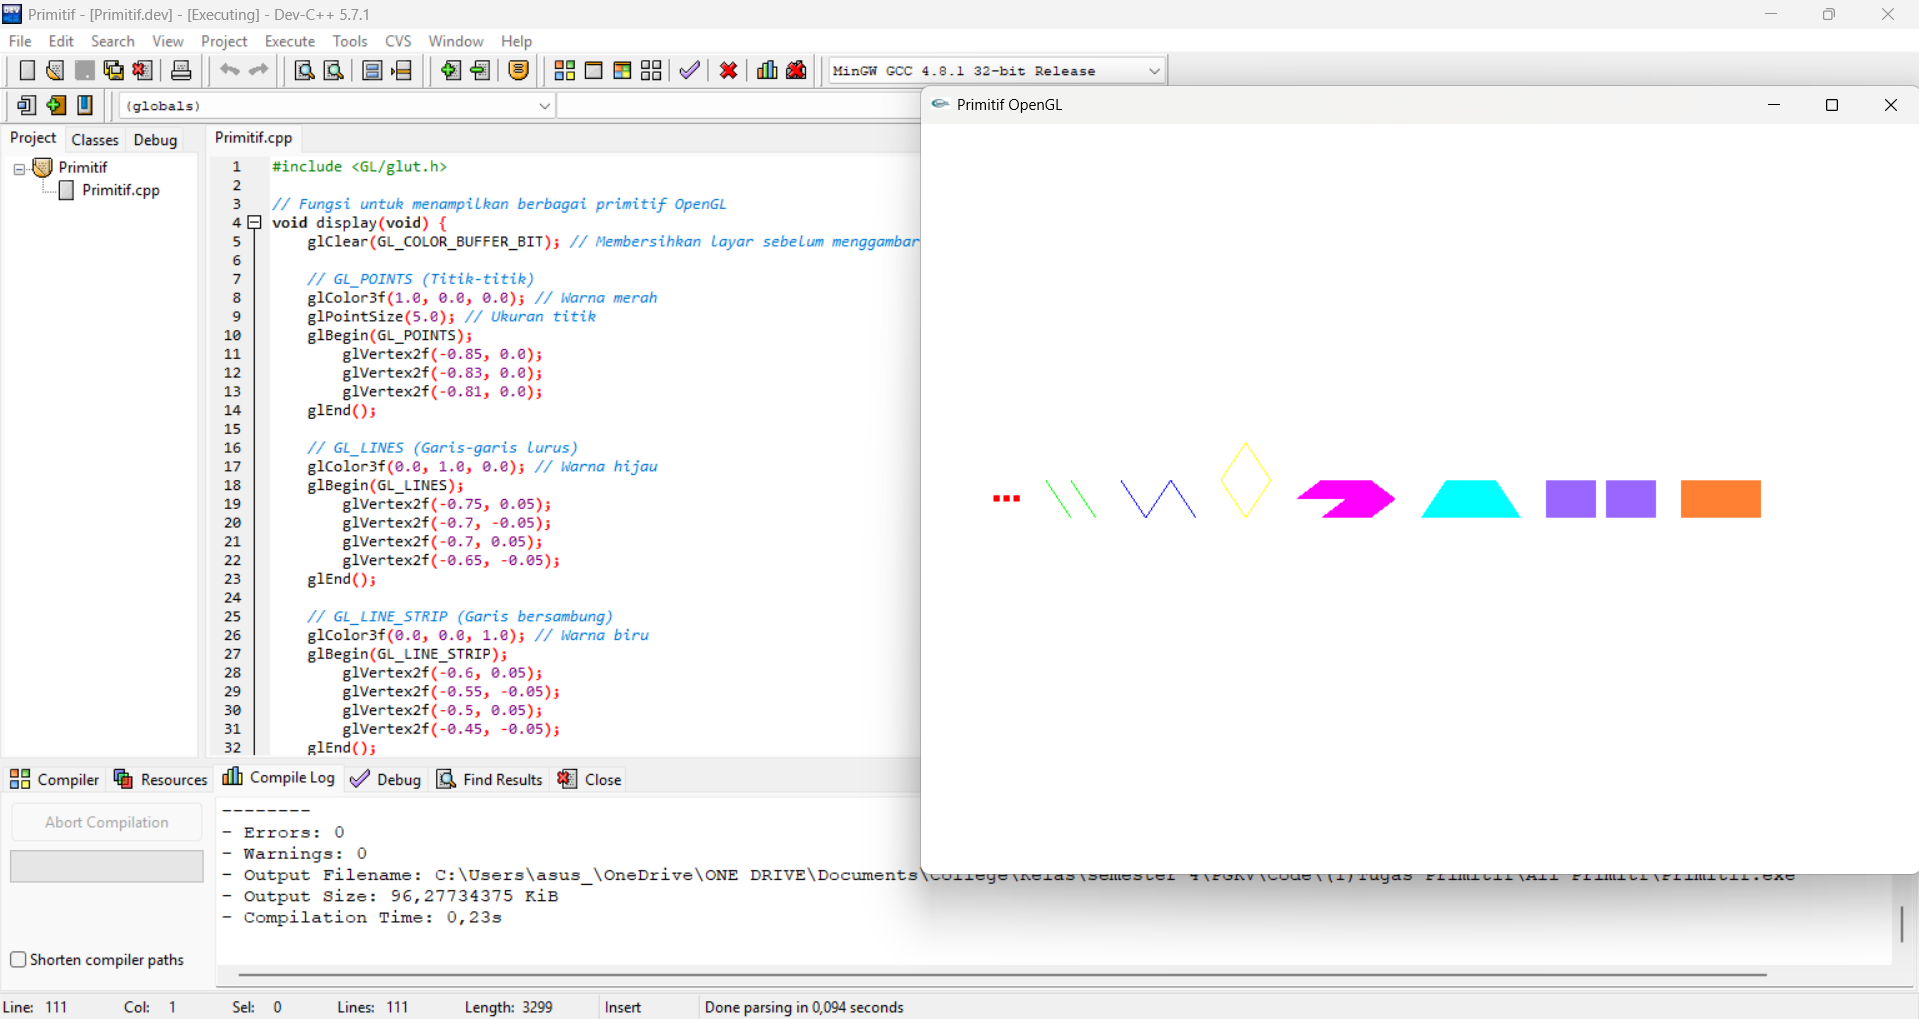 Primitif - [Primitif.dev] - [Executing] - Dev-C++ 5.7.1
File Edit Search View Project Execute Tools CVS Window Help
MinGW GCC 4.8.1 32-bit Release
(globals)
Project Classes Debug
Primitif
Primitif.cpp
Primitif.cpp
1 #include <GL/glut.h>
2
3 // Fungsi untuk menampilkan berbagai primitif OpenGL
4 void display(void) {
5 glClear(GL_COLOR_BUFFER_BIT); // Membersihkan layar sebelum menggambar
6
7 // GL_POINTS (Titik-titik)
8 glColor3f(1.0, 0.0, 0.0); // Warna merah
9 glPointSize(5.0); // Ukuran titik
10 glBegin(GL_POINTS);
11 glVertex2f(-0.85, 0.0);
12 glVertex2f(-0.83, 0.0);
13 glVertex2f(-0.81, 0.0);
14 glEnd();
15
16 // GL_LINES (Garis-garis lurus)
17 glColor3f(0.0, 1.0, 0.0); // Warna hijau
18 glBegin(GL_LINES);
19 glVertex2f(-0.75, 0.05);
20 glVertex2f(-0.7, -0.05);
21 glVertex2f(-0.7, 0.05);
22 glVertex2f(-0.65, -0.05);
23 glEnd();
24
25 // GL_LINE_STRIP (Garis bersambung)
26 glColor3f(0.0, 0.0, 1.0); // Warna biru
27 glBegin(GL_LINE_STRIP);
28 glVertex2f(-0.6, 0.05);
29 glVertex2f(-0.55, -0.05);
30 glVertex2f(-0.5, 0.05);
31 glVertex2f(-0.45, -0.05);
32 glEnd();
Primitif OpenGL
Compiler Resources Compile Log Debug Find Results Close
Abort Compilation
Shorten compiler paths
--------
- Errors: 0
- Warnings: 0
- Output Filename: C:\Users\asus_\OneDrive\ONE DRIVE\Documents\College\Kelas\Semester 4\PGRV\Code\(1)Tugas Primitif\All Primitf\Primitif.exe
- Output Size: 96,27734375 KiB
- Compilation Time: 0,23s
Line: 111 Col: 1 Sel: 0 Lines: 111 Length: 3299 Insert Done parsing in 0,094 seconds